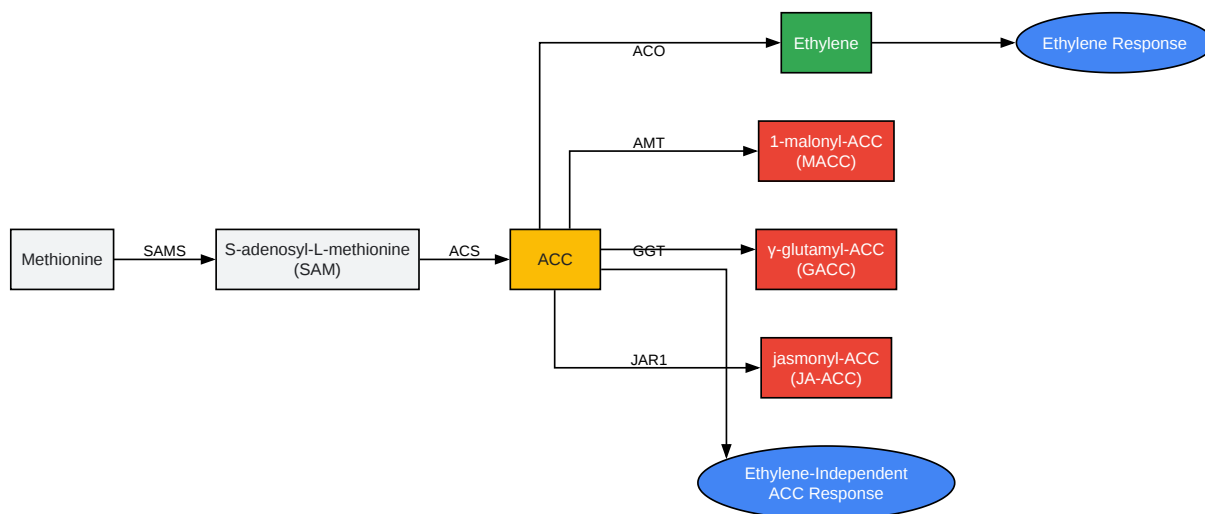 Ethylene
Ethylene Response
ACO
AMT
1-malonyl-ACC
(MACC)
Methionine
SAMS
S-adenosyl-L-methionine
(SAM)
ACS
ACC
GGT
γ-glutamyl-ACC
(GACC)
JAR1
jasmonyl-ACC
(JA-ACC)
Ethylene-Independent
ACC Response